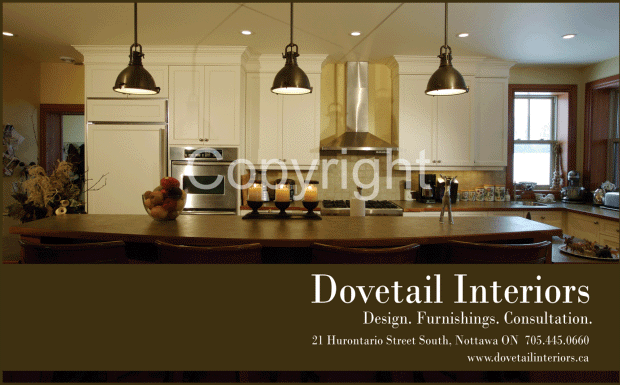 Copyright
Dovetail Interiors
Design. Furnishings. Consultation.
21 Hurontario Street South, Nottawa ON 705.445.0660
www.dovetailinteriors.ca